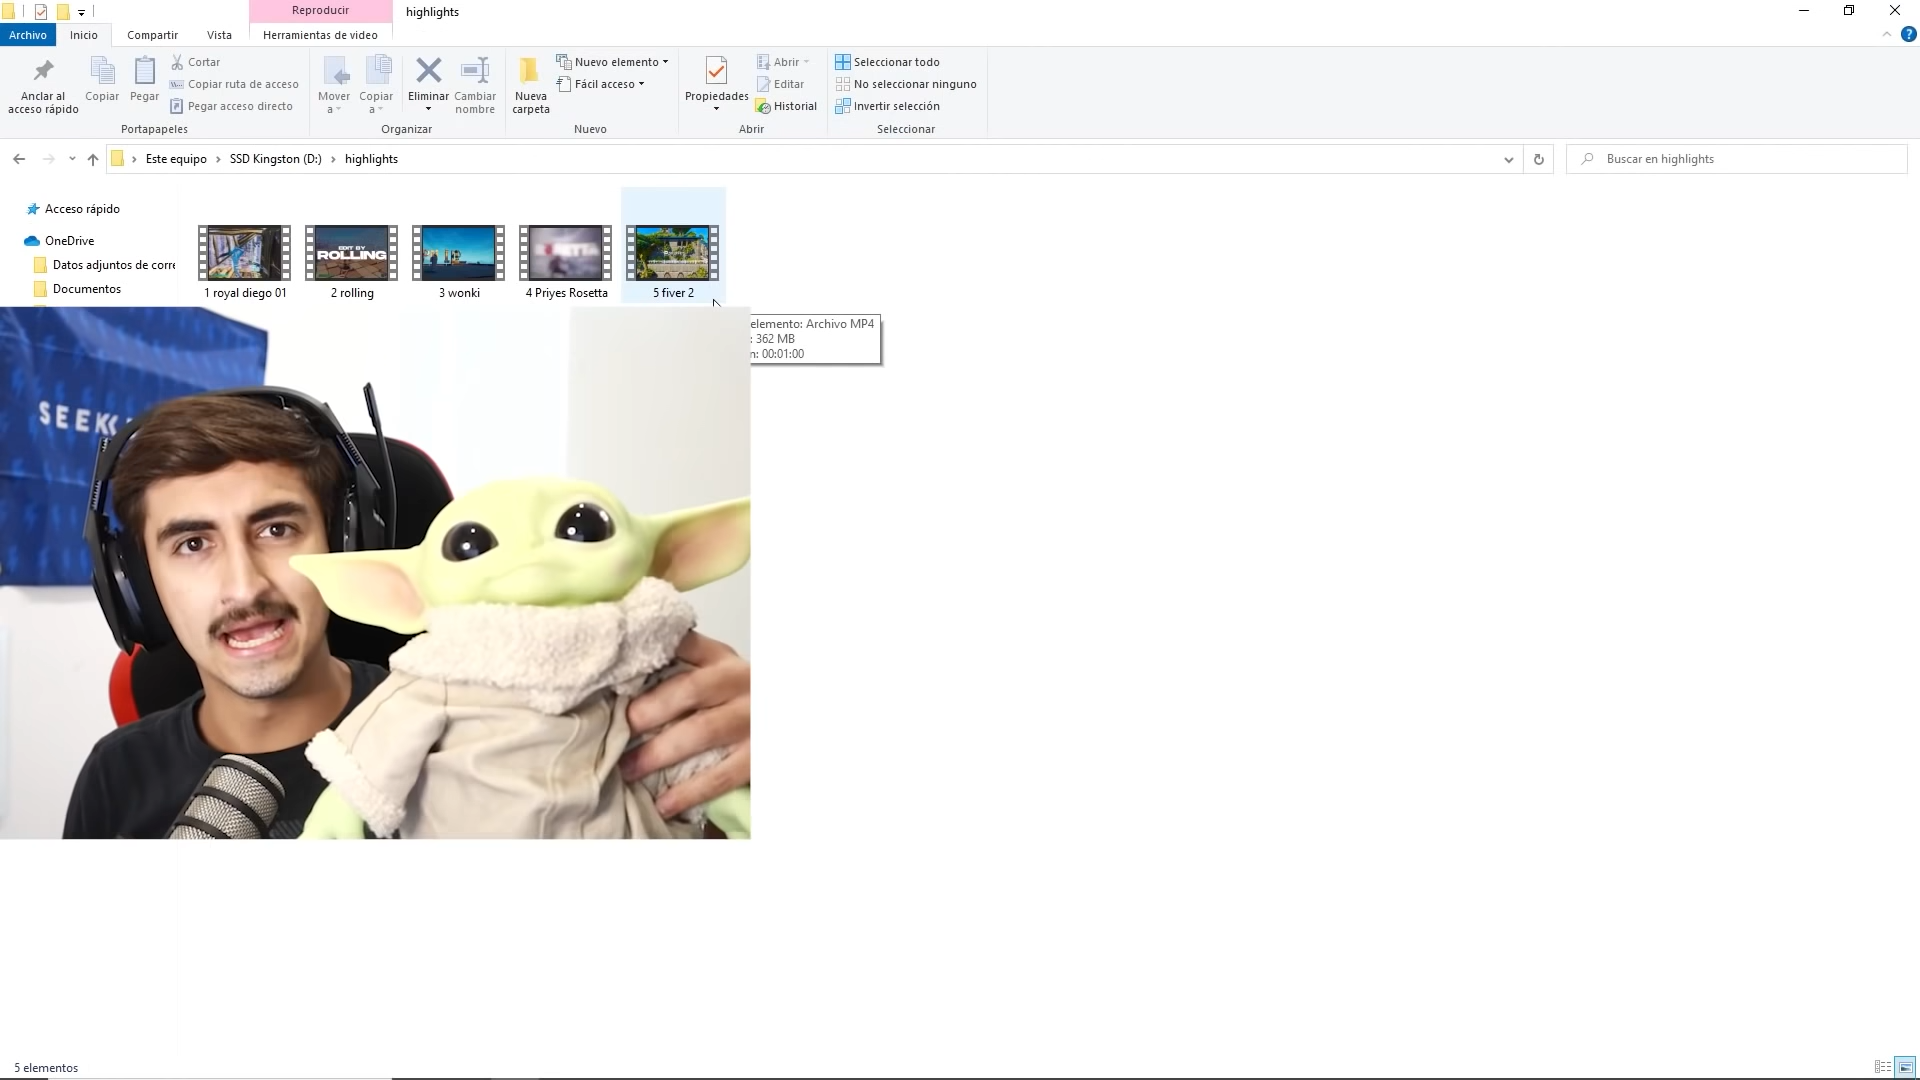 Reproducir
highlights
Archivo
Inicio
Compartir
Vista
Herramientas de video
Anclar al
acceso rápido
Copiar
Pegar
Cortar
Copiar ruta de acceso
Pegar acceso directo
Portapapeles
Mover
a
Copiar
a
Eliminar
Cambiar
nombre
Organizar
Nueva
carpeta
Nuevo elemento
Fácil acceso
Nuevo
Propiedades
Abrir
Editar
Historial
Abrir
Seleccionar todo
No seleccionar ninguno
Invertir selección
Seleccionar
Este equipo > SSD Kingston (D:) > highlights
Buscar en highlights
Acceso rápido
OneDrive
Datos adjuntos de corre
Documentos
EDIT BY
ROLLING
1 royal diego 01
2 rolling
3 wonki
4 Priyes Rosetta
5 fiver 2
elemento: Archivo MP4
: 362 MB
n: 00:01:00
SEEK
5 elementos